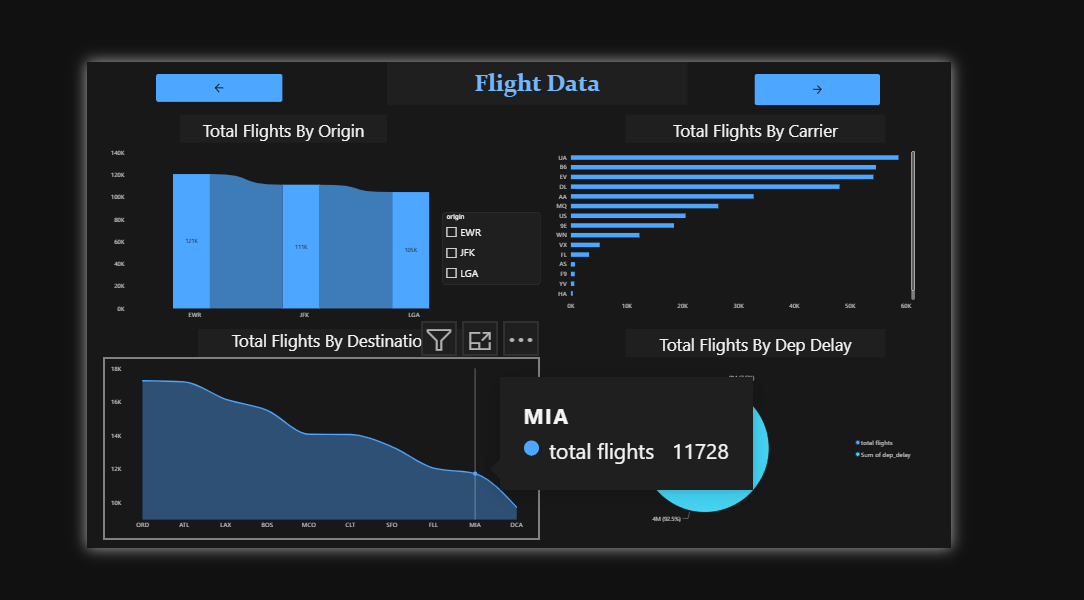 ←
Flight Data
→
Total Flights By Origin
140K
120K
100K
80K
60K
40K
20K
0K
121K
111K
105K
EWR
JFK
LGA
origin
EWR
JFK
LGA
Total Flights By Carrier
UA
B6
EV
DL
AA
MQ
US
9E
WN
VX
FL
AS
F9
YV
HA
0K
10K
20K
30K
40K
50K
60K
Total Flights By Destinatio
18K
16K
14K
12K
10K
ORD
ATL
LAX
BOS
MCO
CLT
SFO
FLL
MIA
DCA
MIA
total flights 11728
Total Flights By Dep Delay
4M (92.5%)
total flights
Sum of dep_delay